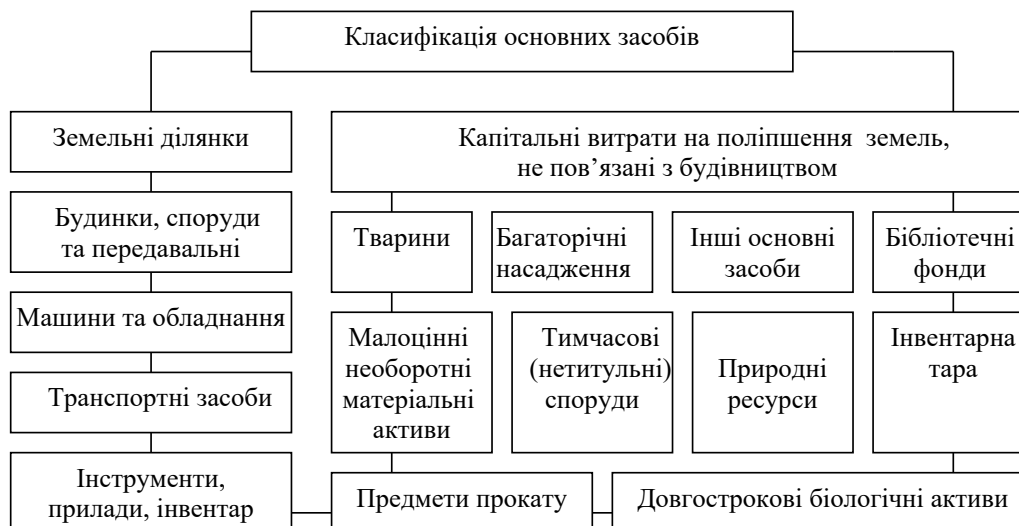 Класифікація основних засобів
Земельні ділянки
Капітальні витрати на поліпшення земель,
не пов’язані з будівництвом
Будинки, споруди
та передавальні
Тварини
Багаторічні
насадження
Інші основні
засоби
Бібліотечні
фонди
Машини та обладнання
Малоцінні
необоротні
матеріальні
активи
Тимчасові
(нетитульні)
споруди
Природні
ресурси
Інвентарна
тара
Транспортні засоби
Інструменти,
прилади, інвентар
Предмети прокату
Довгострокові біологічні активи